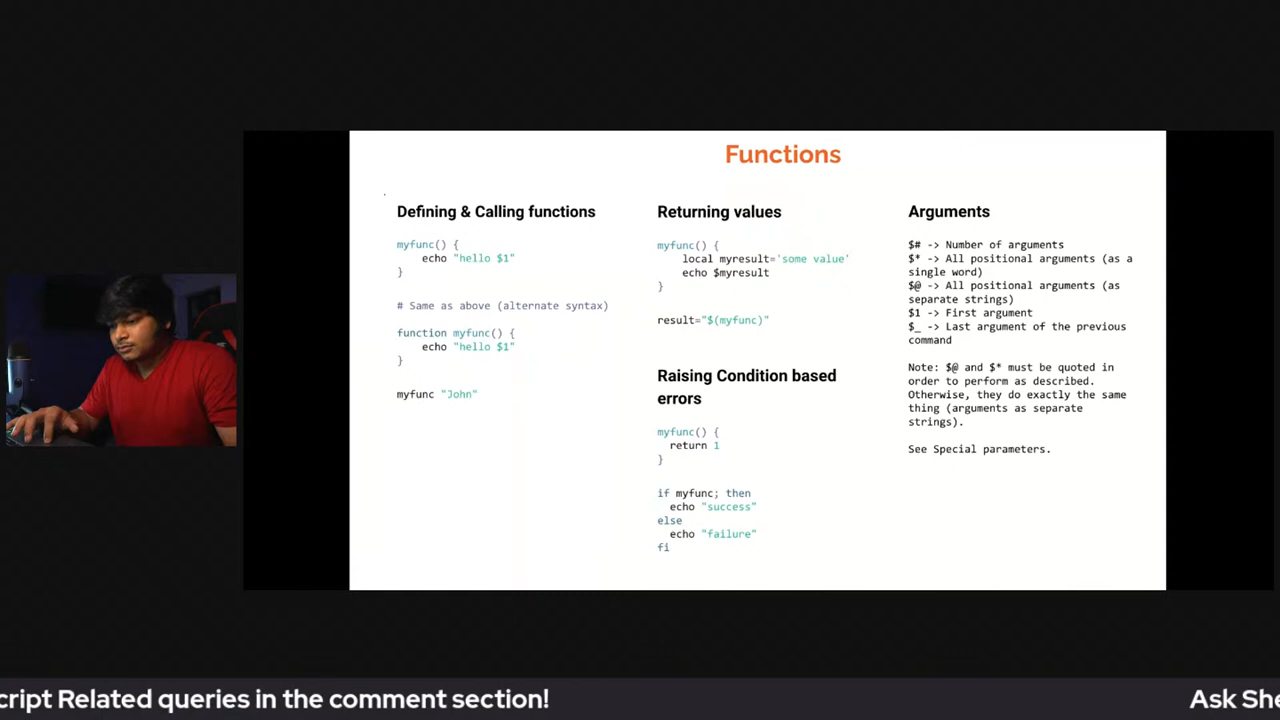 Functions
Defining & Calling functions
myfunc() {
    echo "hello $1"
}
# Same as above (alternate syntax)
function myfunc() {
    echo "hello $1"
}
myfunc "John"
Returning values
myfunc() {
    local myresult='some value'
    echo $myresult
}
result="$(myfunc)"
Raising Condition based
errors
myfunc() {
  return 1
}
if myfunc; then
  echo "success"
else
  echo "failure"
fi
Arguments
$# -> Number of arguments
$* -> All positional arguments (as a
single word)
$@ -> All positional arguments (as
separate strings)
$1 -> First argument
$_ -> Last argument of the previous
command
Note: $@ and $* must be quoted in
order to perform as described.
Otherwise, they do exactly the same
thing (arguments as separate
strings).
See Special parameters.
cript Related queries in the comment section!
Ask She